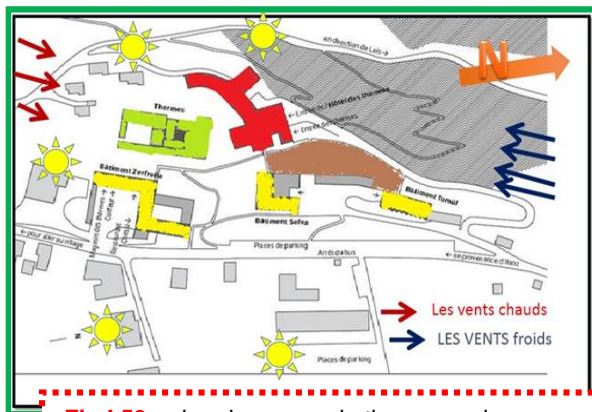 en direction de Leis
N
Thermes
← Entrée de l'Hôtel des thermes
← Entrée des thermes
Bâtiment Zerfreila
Bâtiment Tomul
Bâtiment Selva
← pour aller au village
Places de parking
Arrêt du bus
← en provenance d'Ilanz
Les vents chauds
LES VENTS froids
N
Places de parking